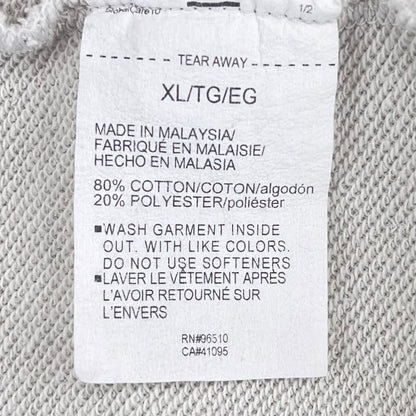 1/2
--- TEAR AWAY ---
XL/TG/EG
MADE IN MALAYSIA/
FABRIQUÉ EN MALAISIE/
HECHO EN MALASIA
80% COTTON/COTON/algodón
20% POLYESTER/poliéster
▪WASH GARMENT INSIDE
OUT. WITH LIKE COLORS.
DO NOT USE SOFTENERS
▪LAVER LE VÊTEMENT APRÈS
L'AVOIR RETOURNÉ SUR
L'ENVERS
RN#96510
CA#41095